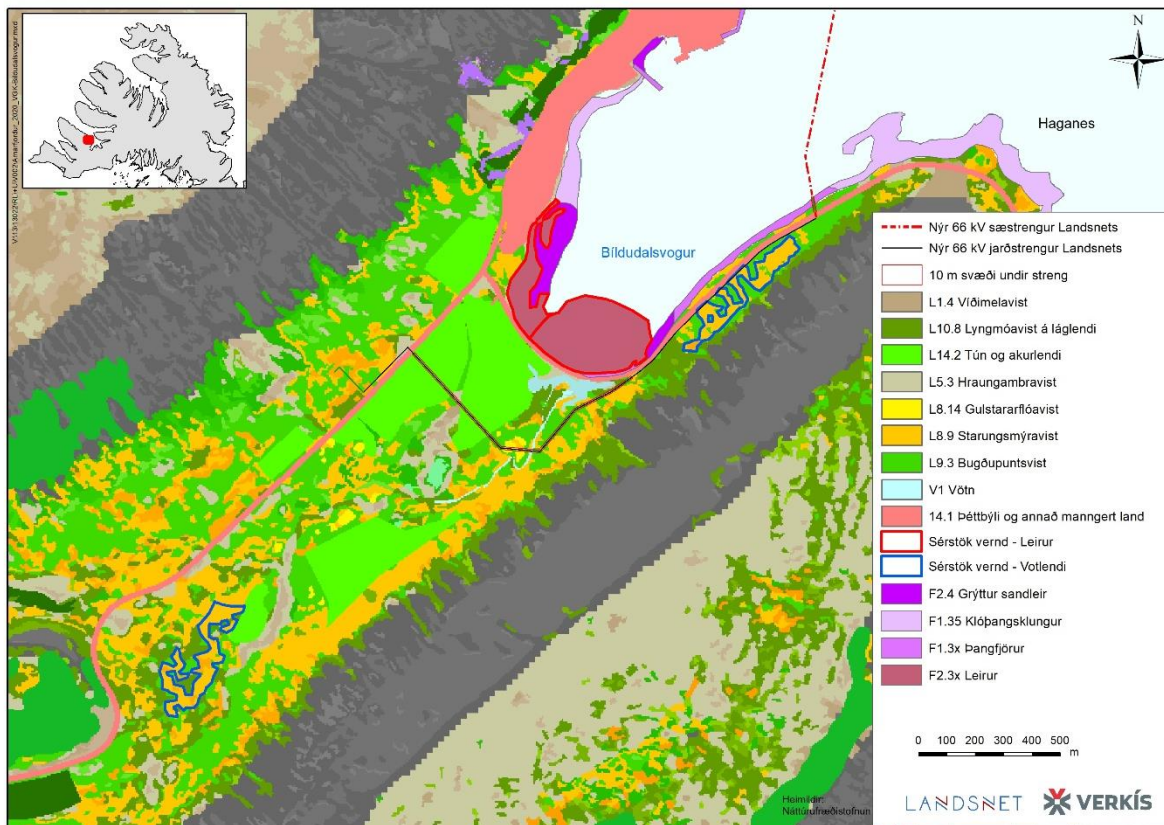 N
Haganes
Bíldudalsvogur
Nýr 66 kV sæstrengur Landsnets
Nýr 66 kV jarðstrengur Landsnets
10 m svæði undir streng
L1.4 Víðimelavist
L10.8 Lyngmóavist á láglendi
L14.2 Tún og akurlendi
L5.3 Hraungambravist
L8.14 Gulstararflóavist
L8.9 Starungsmýravist
L9.3 Bugðupuntsvist
V1 Vötn
14.1 Þéttbýli og annað manngert land
Sérstök vernd - Leirur
Sérstök vernd - Votlendi
F2.4 Grýttur sandleir
F1.35 Klóþangsklungur
F1.3x Þangfjörur
F2.3x Leirur
0 100 200 300 400 500
m
Heimildir:
Náttúrufræðistofnun
LANDSNET VERKÍS